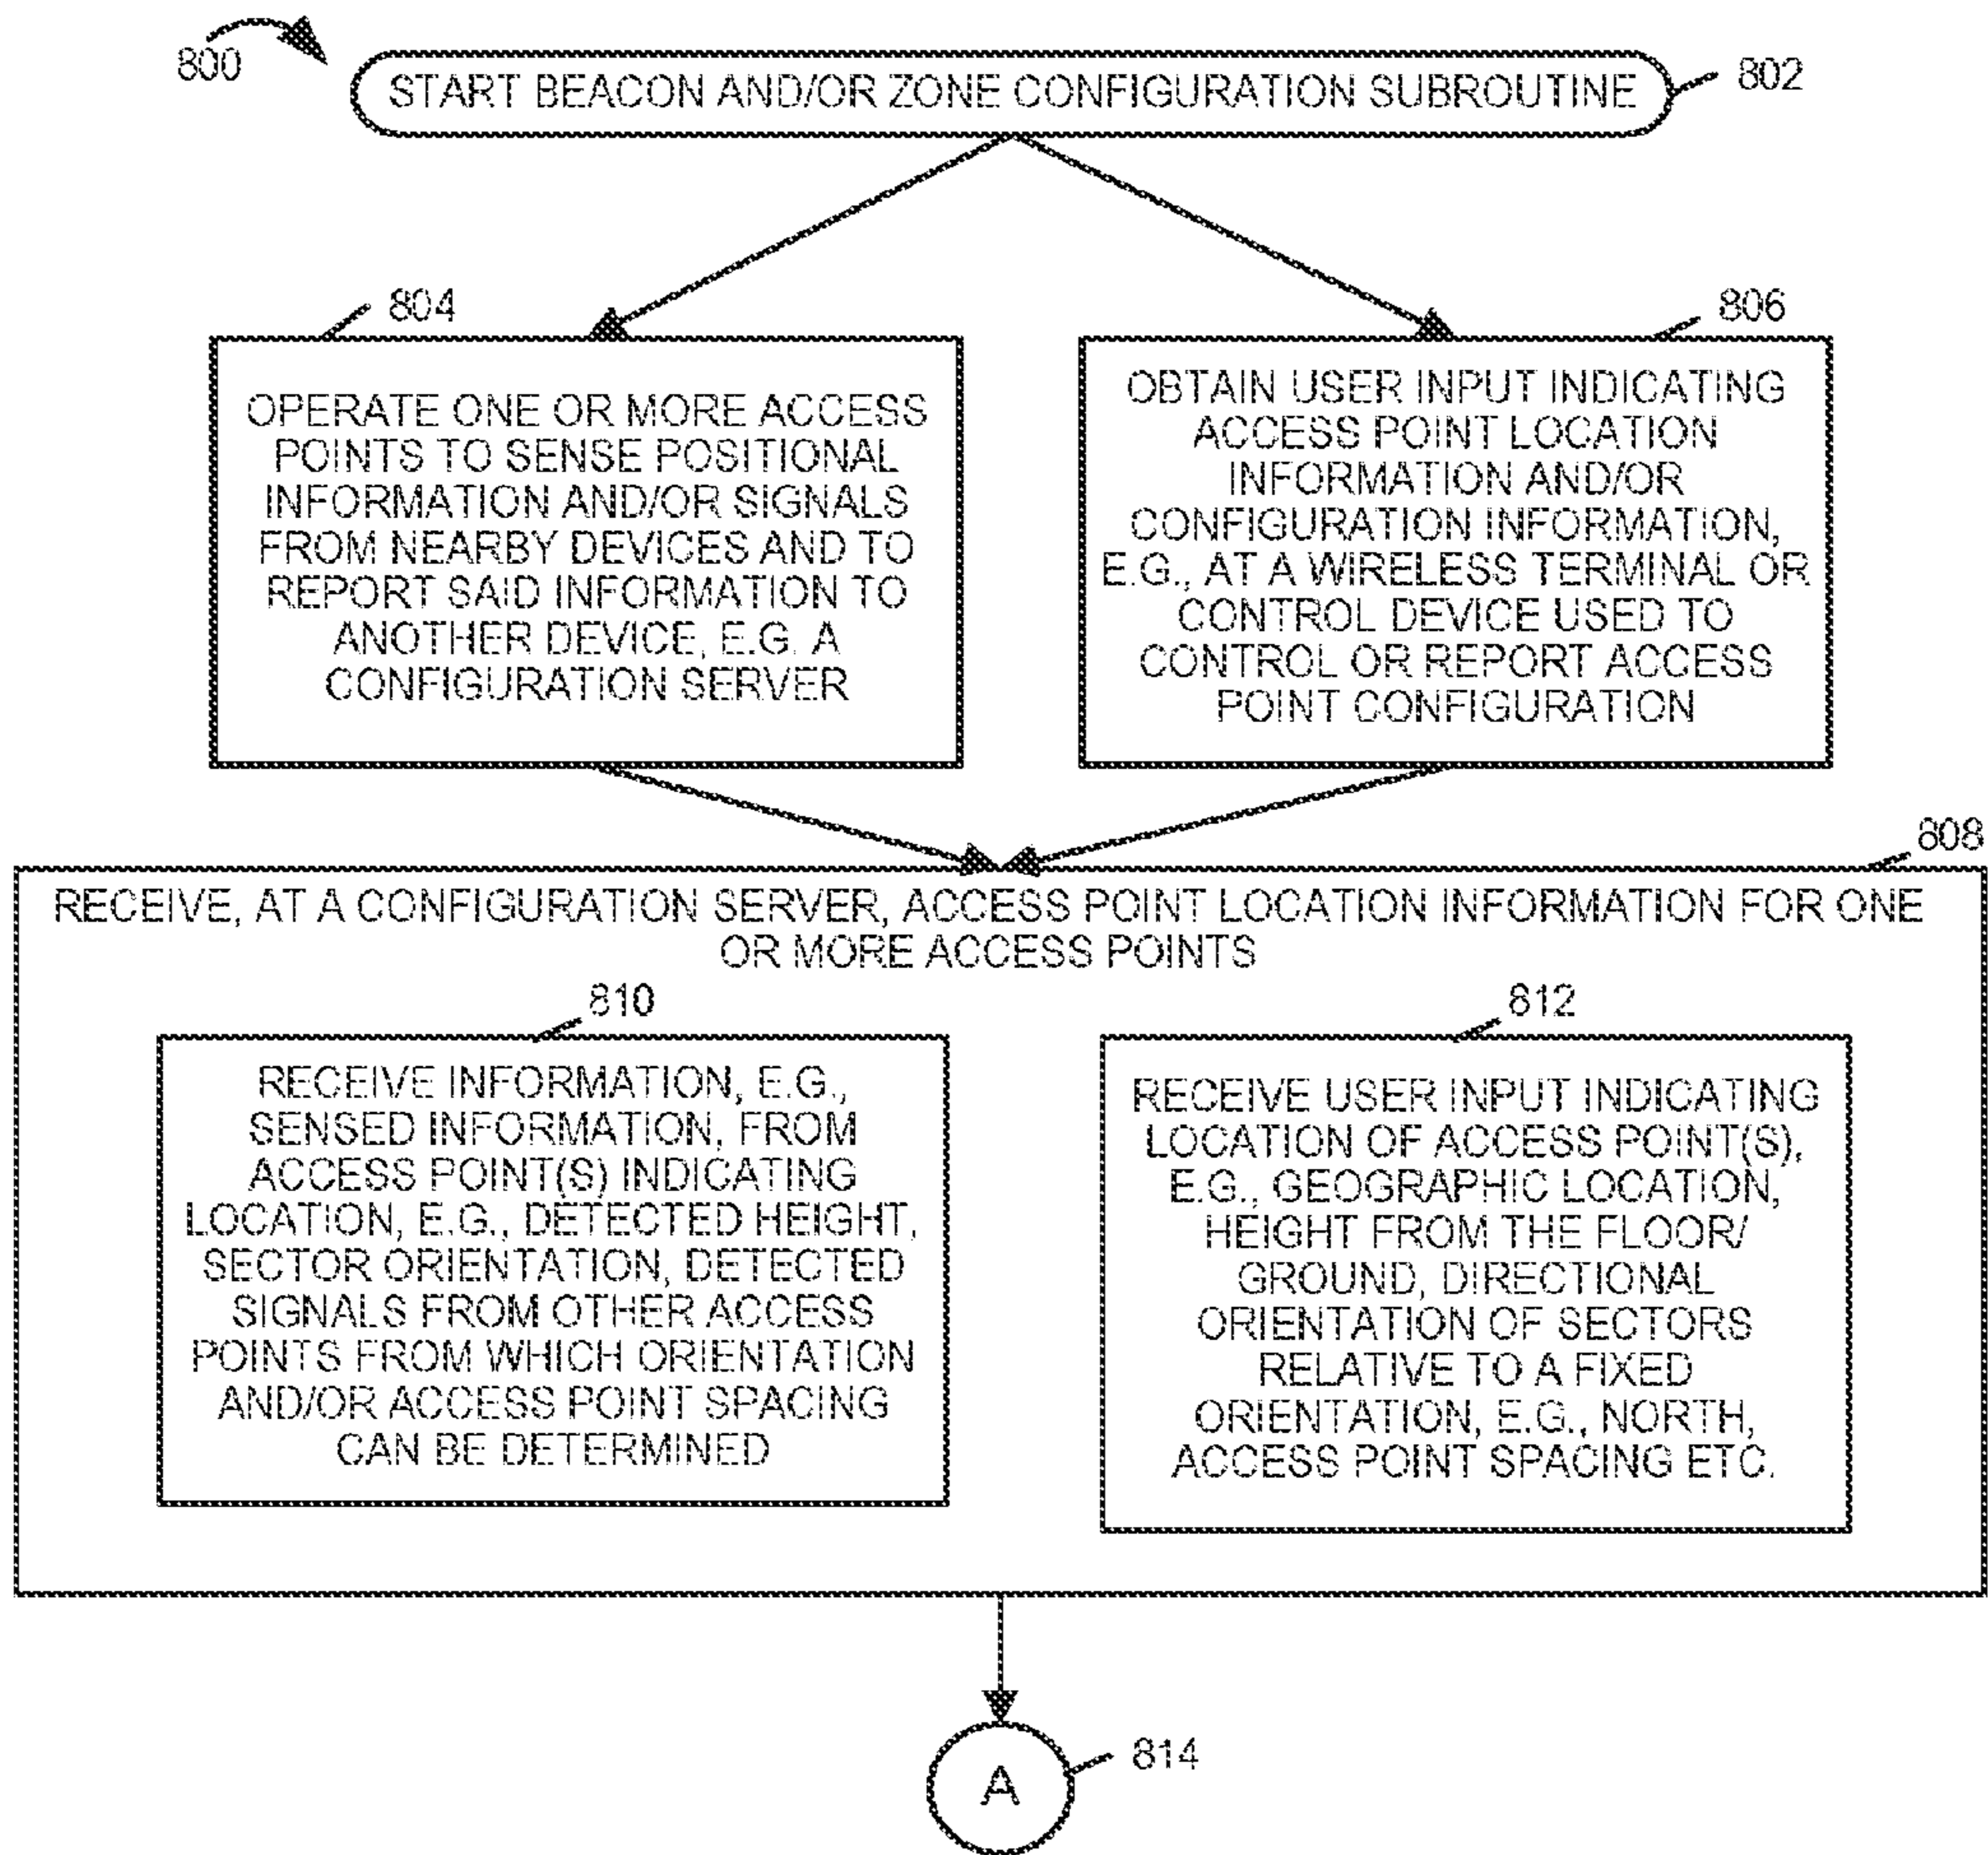 800
START BEACON AND/OR ZONE CONFIGURATION SUBROUTINE
802
804
OPERATE ONE OR MORE ACCESS
POINTS TO SENSE POSITIONAL
INFORMATION AND/OR SIGNALS
FROM NEARBY DEVICES AND TO
REPORT SAID INFORMATION TO
ANOTHER DEVICE, E.G. A
CONFIGURATION SERVER
806
OBTAIN USER INPUT INDICATING
ACCESS POINT LOCATION
INFORMATION AND/OR
CONFIGURATION INFORMATION,
E.G., AT A WIRELESS TERMINAL OR
CONTROL DEVICE USED TO
CONTROL OR REPORT ACCESS
POINT CONFIGURATION
808
RECEIVE, AT A CONFIGURATION SERVER, ACCESS POINT LOCATION INFORMATION FOR ONE
OR MORE ACCESS POINTS
810
RECEIVE INFORMATION, E.G.,
SENSED INFORMATION, FROM
ACCESS POINT(S) INDICATING
LOCATION, E.G., DETECTED HEIGHT,
SECTOR ORIENTATION, DETECTED
SIGNALS FROM OTHER ACCESS
POINTS FROM WHICH ORIENTATION
AND/OR ACCESS POINT SPACING
CAN BE DETERMINED
812
RECEIVE USER INPUT INDICATING
LOCATION OF ACCESS POINT(S),
E.G., GEOGRAPHIC LOCATION,
HEIGHT FROM THE FLOOR/
GROUND, DIRECTIONAL
ORIENTATION OF SECTORS
RELATIVE TO A FIXED
ORIENTATION, E.G., NORTH,
ACCESS POINT SPACING ETC.
A
814